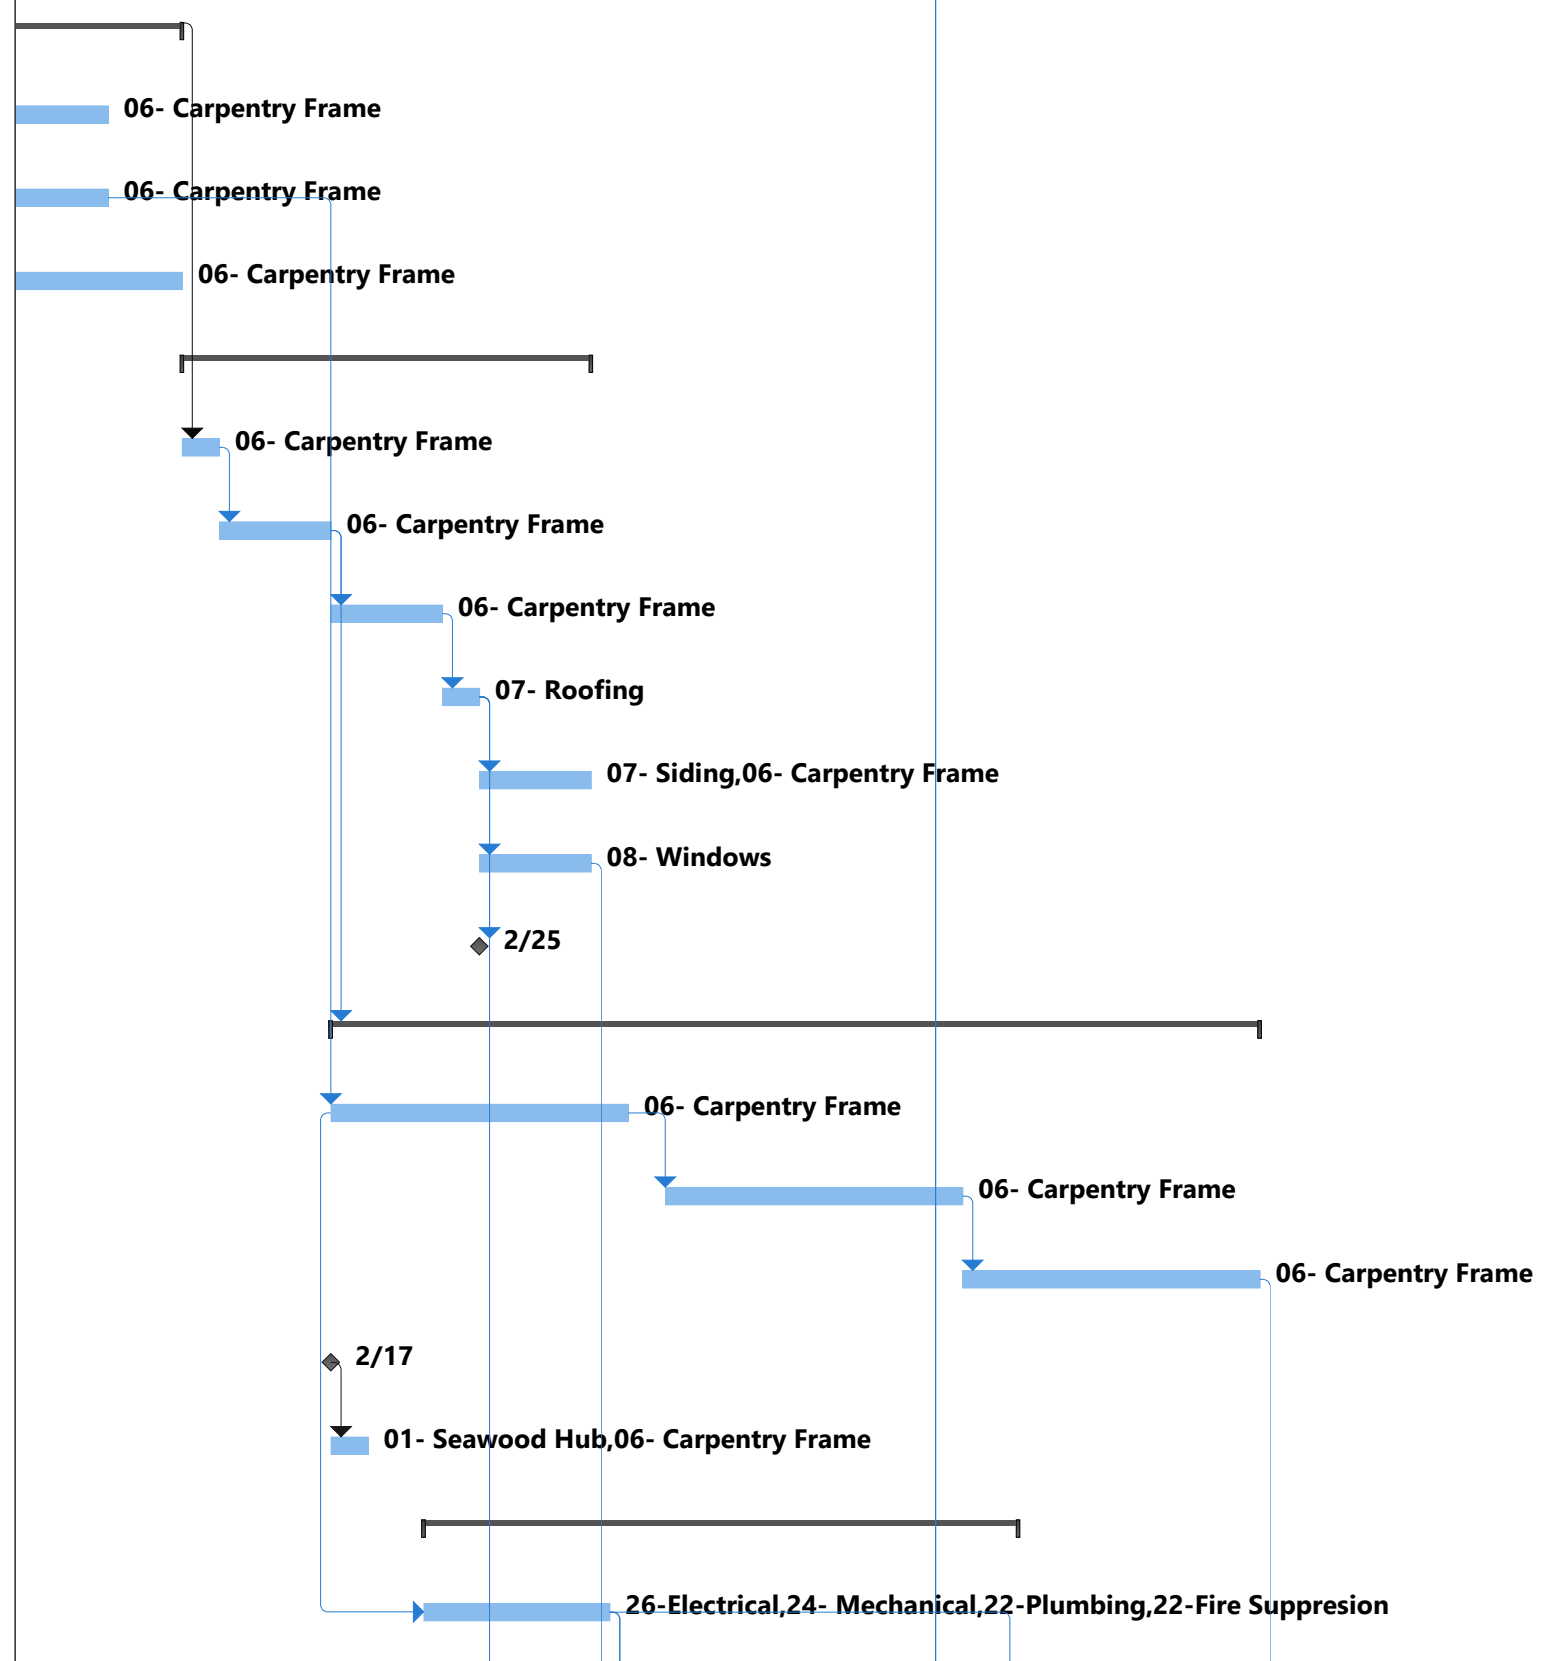 06- Carpentry Frame
06- Carpentry Frame
06- Carpentry Frame
06- Carpentry Frame
06- Carpentry Frame
06- Carpentry Frame
07- Roofing
07- Siding,06- Carpentry Frame
08- Windows
2/25
06- Carpentry Frame
06- Carpentry Frame
06- Carpentry Frame
2/17
01- Seawood Hub,06- Carpentry Frame
26-Electrical,24- Mechanical,22-Plumbing,22-Fire Suppresion